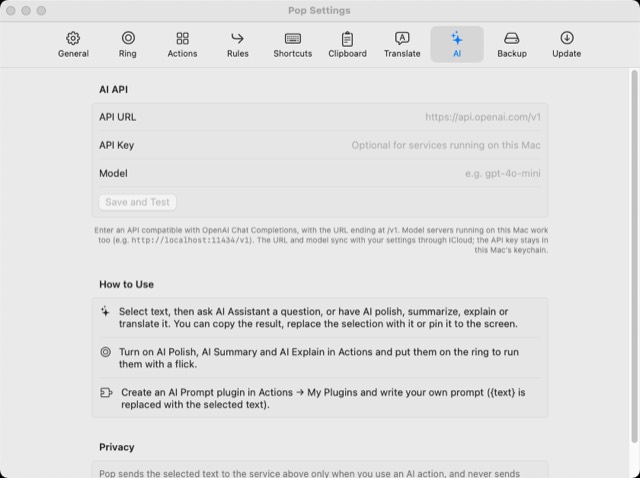 Pop Settings
General
Ring
Actions
Rules
Shortcuts
Clipboard
Translate
AI
Backup
Update
AI API
API URL
https://api.openai.com/v1
API Key
Optional for services running on this Mac
Model
e.g. gpt-4o-mini
Save and Test
Enter an API compatible with OpenAI Chat Completions, with the URL ending at /v1. Model servers running on this Mac work
too (e.g. http://localhost:11434/v1). The URL and model sync with your settings through iCloud; the API key stays in
this Mac's keychain.
How to Use
Select text, then ask AI Assistant a question, or have AI polish, summarize, explain or
translate it. You can copy the result, replace the selection with it or pin it to the screen.
Turn on AI Polish, AI Summary and AI Explain in Actions and put them on the ring to run
them with a flick.
Create an AI Prompt plugin in Actions → My Plugins and write your own prompt ({text} is
replaced with the selected text).
Privacy
Pop sends the selected text to the service above only when you use an AI action, and never sends